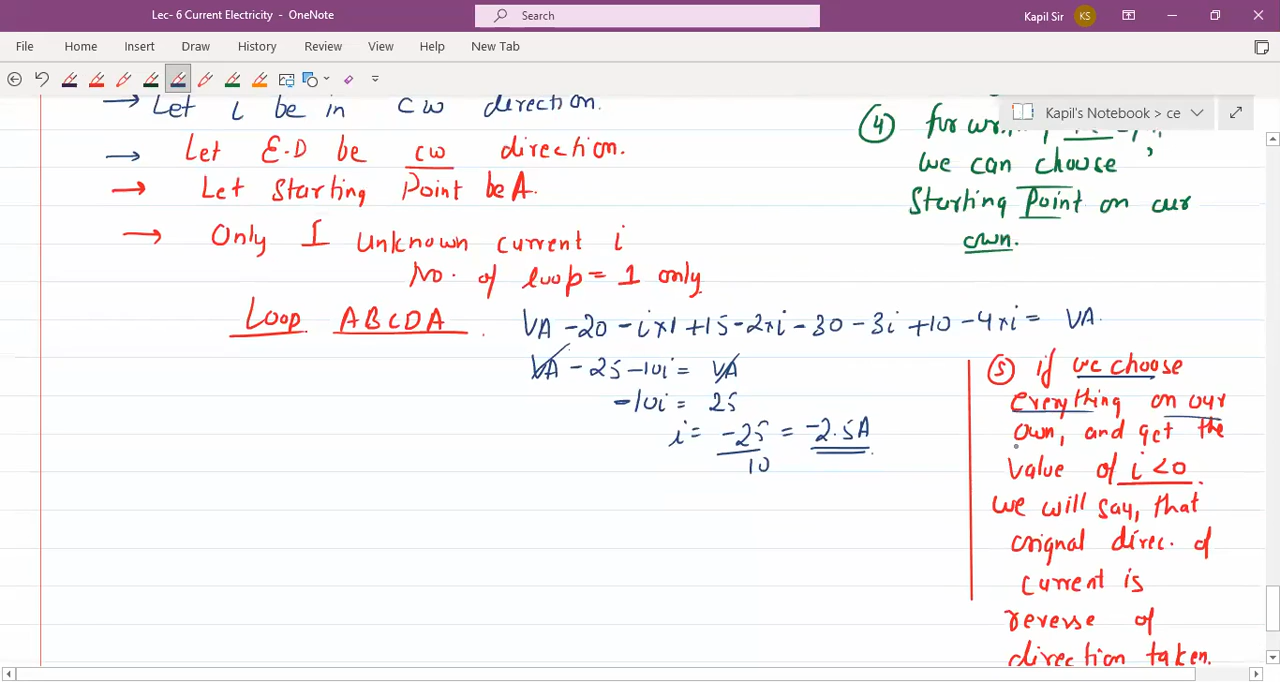 Lec- 6 Current Electricity - OneNote
Search
Kapil Sir
KS
File Home Insert Draw History Review View Help New Tab
Kapil's Notebook > ce
→ Let i be in cw direction.
→ Let E.D be cw direction.
→ Let Starting Point be A.
→ Only 1 unknown current i
No. of loop = 1 only
Loop ABCDA. VA -20 -i×1 +15 -2×i -30 -3i +10 -4×i = VA.
VA -25 -10i = VA
-10i = 25
i = -25/10 = -2.5A
④ for
we can choose
Starting Point on our
own.
⑤ if we choose
everything on our
own, and get the
value of i<0.
we will say, that
orignal direc. of
current is
reverse of
direction taken.